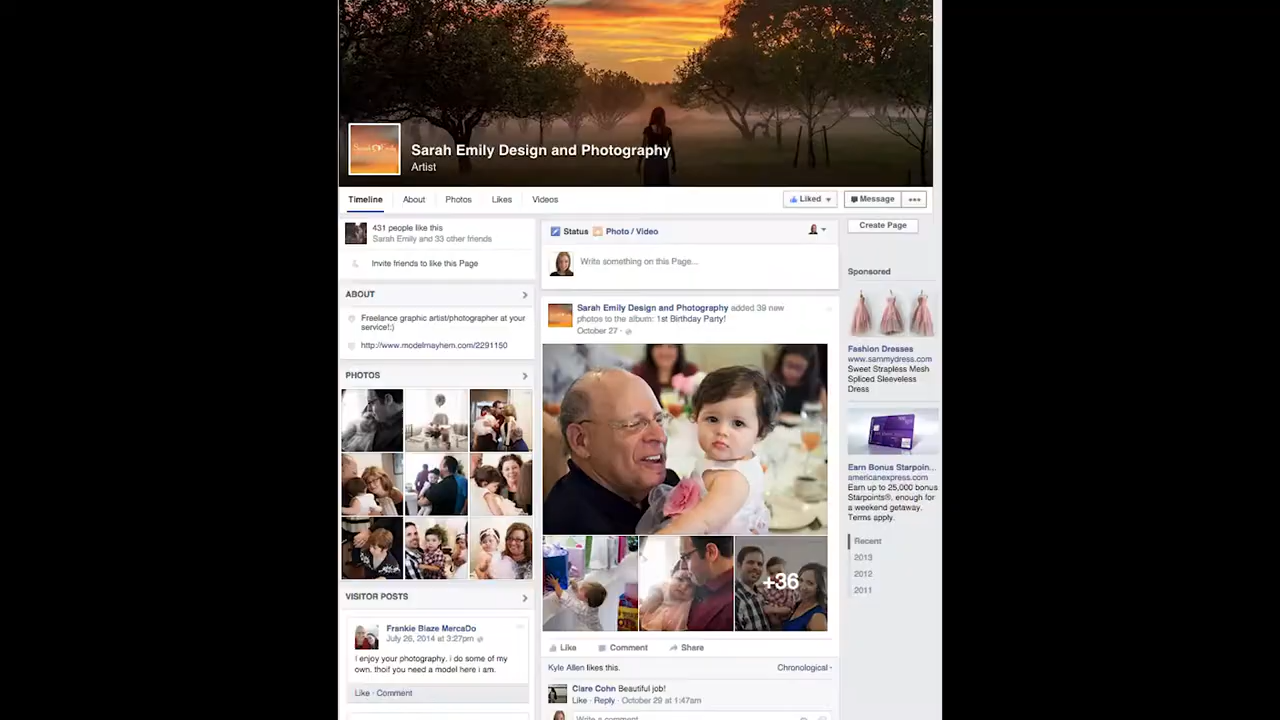 Sarah Emily
Sarah Emily Design and Photography
Artist
Timeline
About
Photos
Likes
Videos
Liked
Message
Create Page
431 people like this
Sarah Emily and 33 other friends
Invite friends to like this Page
ABOUT
Freelance graphic artist/photographer at your
service!:)
http://www.modelmayhem.com/2291150
PHOTOS
VISITOR POSTS
Frankie Blaze MercaDo
July 26, 2014 at 3:27pm
I enjoy your photography. i do some of my
own. thoif you need a model here i am.
Like · Comment
Status
Photo / Video
Write something on this Page...
Sarah Emily Design and Photography added 39 new
photos to the album: 1st Birthday Party!
October 27 ·
+36
Like
Comment
Share
Kyle Allen likes this.
Chronological
Clare Cohn Beautiful job!
Like · Reply · October 29 at 1:47am
Write a comment...
Sponsored
Fashion Dresses
www.sammydress.com
Sweet Strapless Mesh
Spliced Sleeveless
Dress
Earn Bonus Starpoin...
americanexpress.com
Earn up to 25,000 bonus
Starpoints®, enough for
a weekend getaway.
Terms apply.
Recent
2013
2012
2011